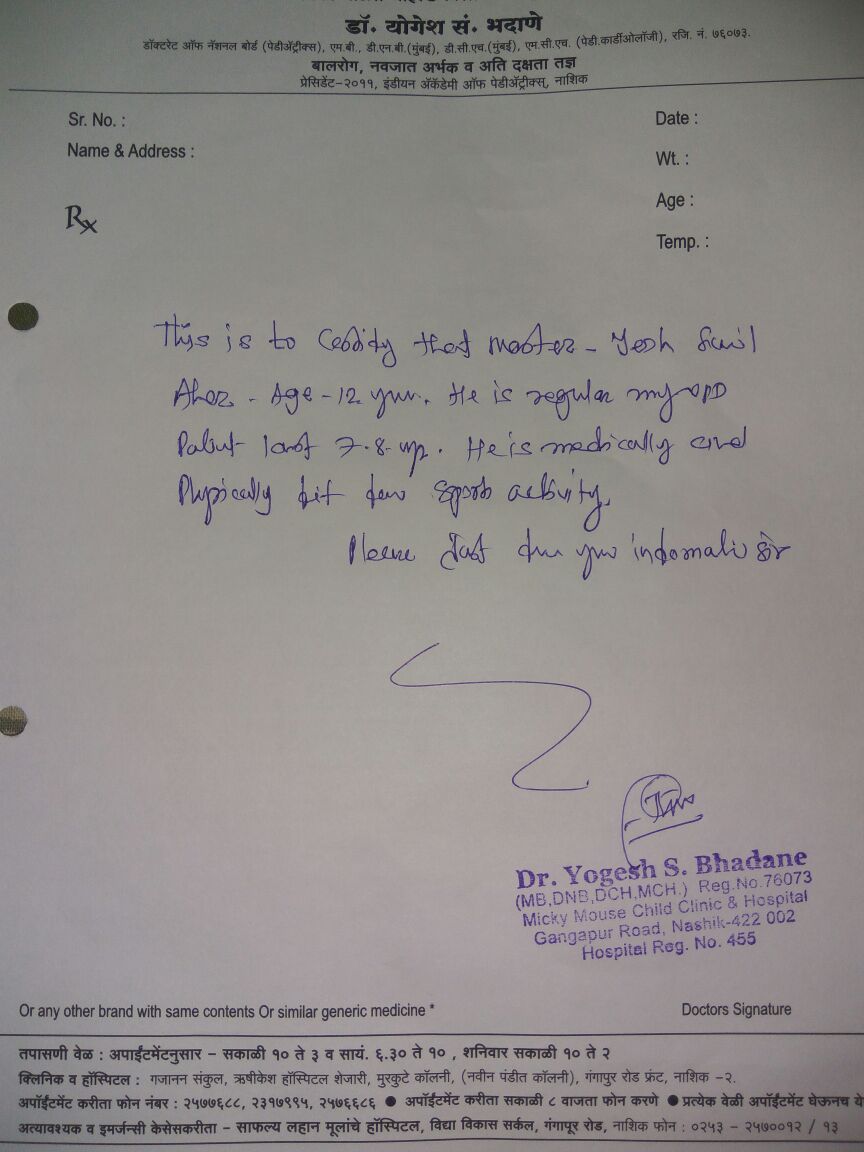 डॉ. योगेश सं. भदाणे
डॉक्टरेट ऑफ नॅशनल बोर्ड (पेडीॲट्रीक्स), एम.बी., डी.एन.बी.(मुंबई), डी.सी.एच.(मुंबई), एम.सी.एच. (पेडी.कार्डीओलॉजी), रजि. नं. ७६०७३.
बालरोग, नवजात अर्भक व अति दक्षता तज्ञ
प्रेसिडेंट-२०११, इंडीयन ॲकॅडेमी ऑफ पेडीॲट्रीक्स्, नाशिक
Sr. No. :
Date :
Name & Address :
Wt. :
Rx
Age :
Temp. :
This is to Certify that master - Yash Sunil
Aher - Age - 12 yrs. He is regular my OPD
Patient last 7-8 He is medically and
Physically fit for sports activity.
Please for your information
Dr. Yogesh S. Bhadane
(MB,DNB,DCH,MCH.) Reg.No.76073
Micky Mouse Child Clinic & Hospital
Gangapur Road, Nashik-422 002
Hospital Reg. No. 455
Or any other brand with same contents Or similar generic medicine *
Doctors Signature
तपासणी वेळ : अपाईंटमेंटनुसार - सकाळी १० ते ३ व सायं. ६.३० ते १० , शनिवार सकाळी १० ते २
क्लिनिक व हॉस्पिटल : गजानन संकुल, ऋषीकेश हॉस्पिटल शेजारी, मुरकुटे कॉलनी, (नवीन पंडीत कॉलनी), गंगापुर रोड फ्रंट, नाशिक -२.
अपॉईंटमेंट करीता फोन नंबर : २५७७६८८, २३१७९९५, २५७६६८६ ● अपॉईंटमेंट करीता सकाळी ८ वाजता फोन करणे ● प्रत्येक वेळी अपॉईंटमेंट घेऊनच
अत्यावश्यक व इमर्जन्सी केसेसकरीता - साफल्य लहान मूलांचे हॉस्पिटल, विद्या विकास सर्कल, गंगापूर रोड, नाशिक फोन : ०२५३ - २५७००१२ / १३